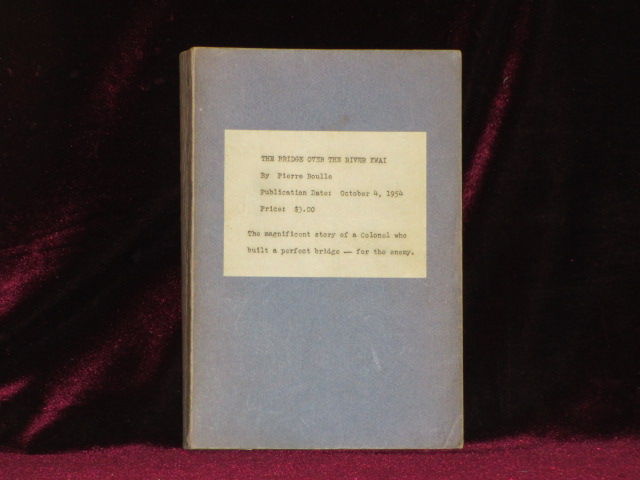 THE BRIDGE OVER THE RIVER KWAI
By Pierre Boulle
Publication Date: October 4, 1954
Price: $3.00
The magnificent story of a Colonel who
built a perfect bridge — for the enemy.